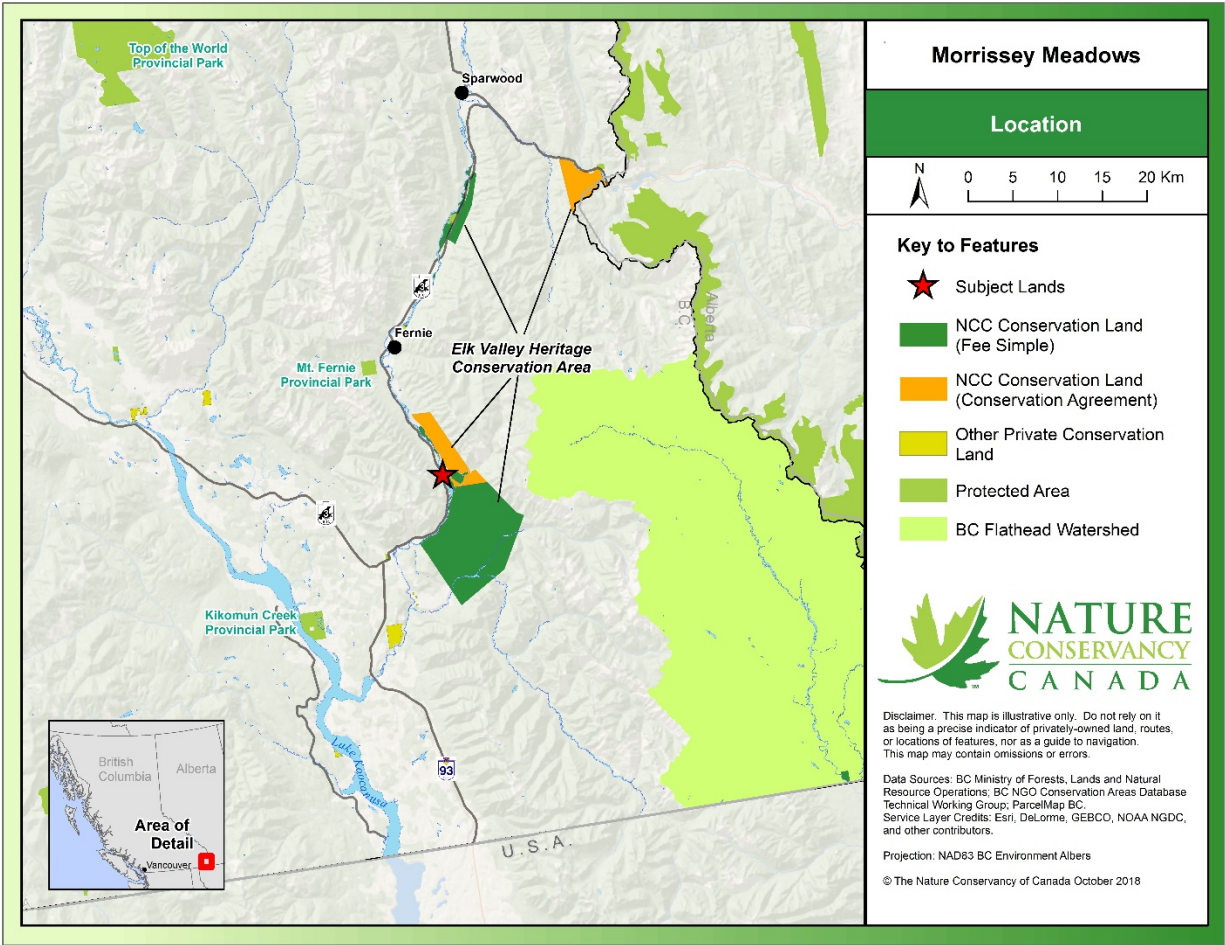 Top of the World
Provincial Park
Sparwood
Alberta
B.C.
Fernie
Elk Valley Heritage
Conservation Area
Mt. Fernie
Provincial Park
Kikomun Creek
Provincial Park
Lake Koocanusa
93
U.S.A.
British
Columbia
Alberta
Area of
Detail
Vancouver
Morrissey Meadows
Location
N
0 5 10 15 20 Km
Key to Features
Subject Lands
NCC Conservation Land
(Fee Simple)
NCC Conservation Land
(Conservation Agreement)
Other Private Conservation
Land
Protected Area
BC Flathead Watershed
NATURE
CONSERVANCY
CANADA
TM
Disclaimer. This map is illustrative only. Do not rely on it
as being a precise indicator of privately-owned land, routes,
or locations of features, nor as a guide to navigation.
This map may contain omissions or errors.
Data Sources: BC Ministry of Forests, Lands and Natural
Resource Operations; BC NGO Conservation Areas Database
Technical Working Group; ParcelMap BC.
Service Layer Credits: Esri, DeLorme, GEBCO, NOAA NGDC,
and other contributors.
Projection: NAD83 BC Environment Albers
© The Nature Conservancy of Canada October 2018